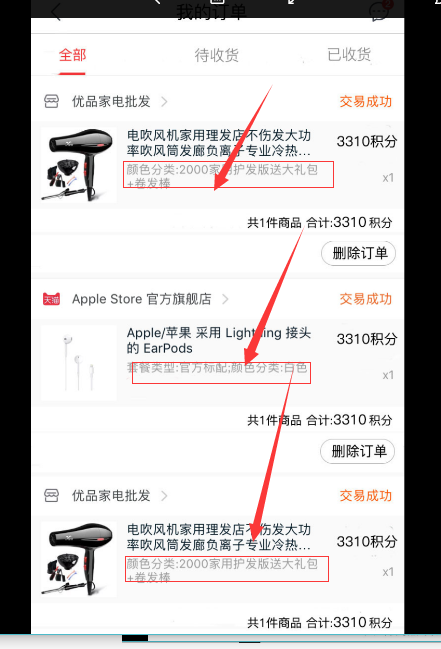 我的订单
全部
待收货
已收货
优品家电批发
交易成功
电吹风机家用理发店不伤发大功
率吹风筒发廊负离子专业冷热...
3310积分
颜色分类:2000家用护发版送大礼包
+卷发棒
x1
共1件商品 合计:3310 积分
删除订单
天猫
Apple Store 官方旗舰店
交易成功
Apple/苹果 采用 Lightning 接头
的 EarPods
3310积分
套餐类型:官方标配;颜色分类:白色
x1
共1件商品 合计:3310 积分
删除订单
优品家电批发
交易成功
电吹风机家用理发店不伤发大功
率吹风筒发廊负离子专业冷热...
3310积分
颜色分类:2000家用护发版送大礼包
+卷发棒
x1
共1件商品 合计:3310 积分